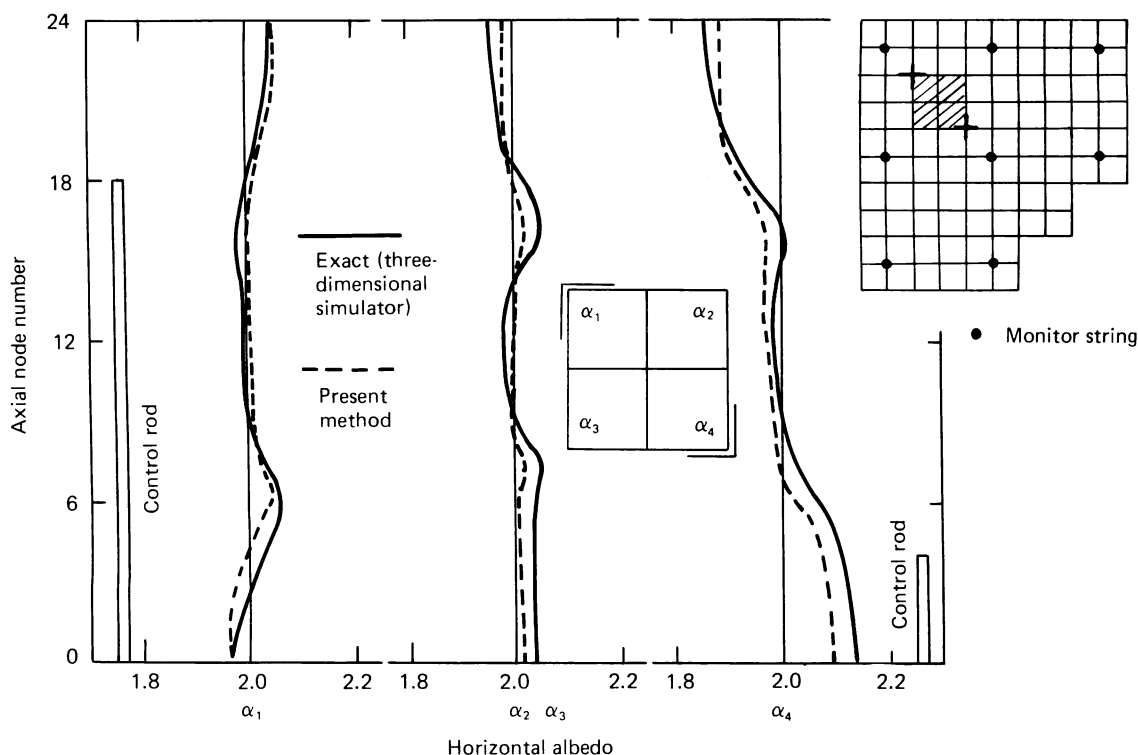 24
18
12
6
0
Axial node number
Control rod
Exact (three-
dimensional
simulator)
Present
method
α₁
α₂
α₃
α₄
Monitor string
Control rod
1.8
2.0
2.2
1.8
2.0
2.2
1.8
2.0
2.2
α₁
α₂ α₃
α₄
Horizontal albedo